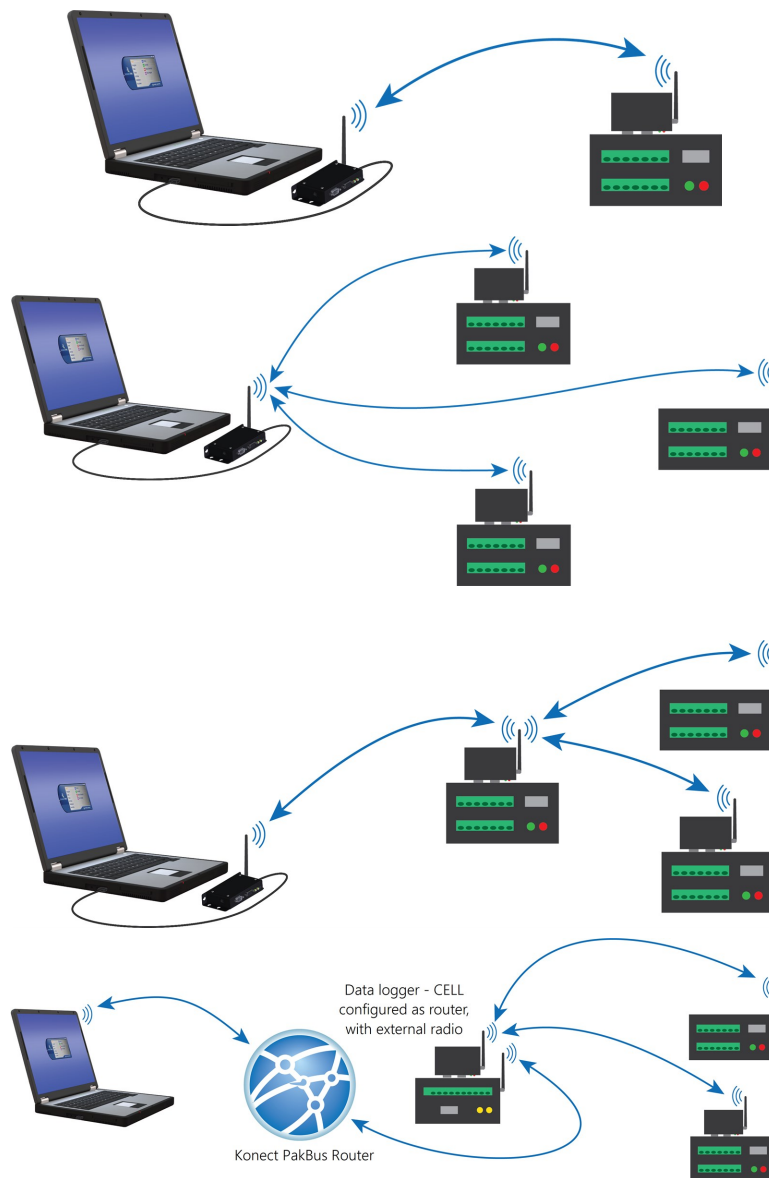 Data logger - CELL
configured as router,
with external radio
Konect PakBus Router